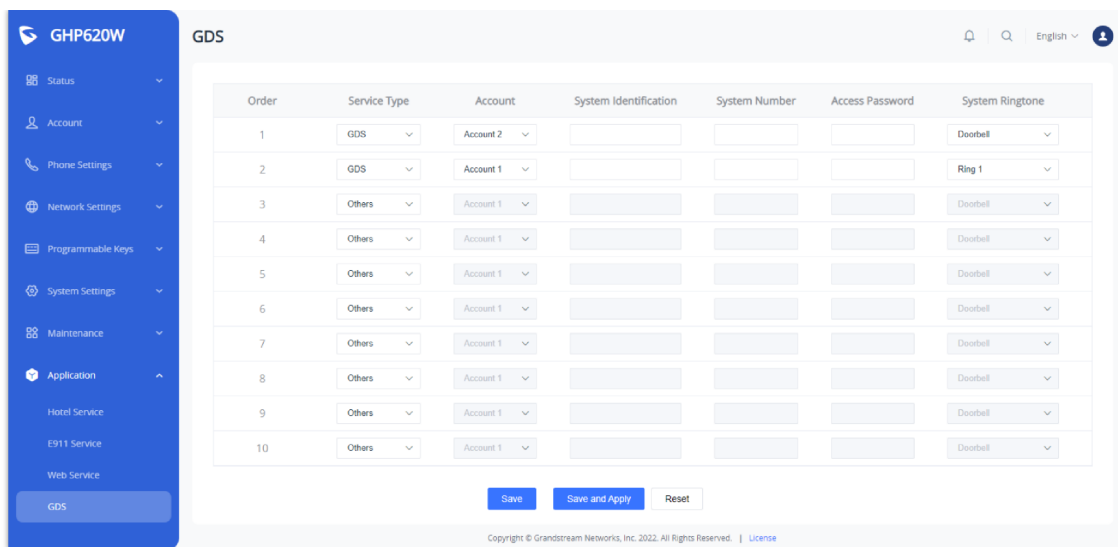 GHP620W
GDS
English
Status
Account
Phone Settings
Network Settings
Programmable Keys
System Settings
Maintenance
Application
Hotel Service
E911 Service
Web Service
GDS
Order Service Type Account System Identification System Number Access Password System Ringtone
1 GDS Account 2 Doorbell
2 GDS Account 1 Ring 1
3 Others Account 1 Doorbell
4 Others Account 1 Doorbell
5 Others Account 1 Doorbell
6 Others Account 1 Doorbell
7 Others Account 1 Doorbell
8 Others Account 1 Doorbell
9 Others Account 1 Doorbell
10 Others Account 1 Doorbell
Save Save and Apply Reset
Copyright © Grandstream Networks, Inc. 2022. All Rights Reserved. | License